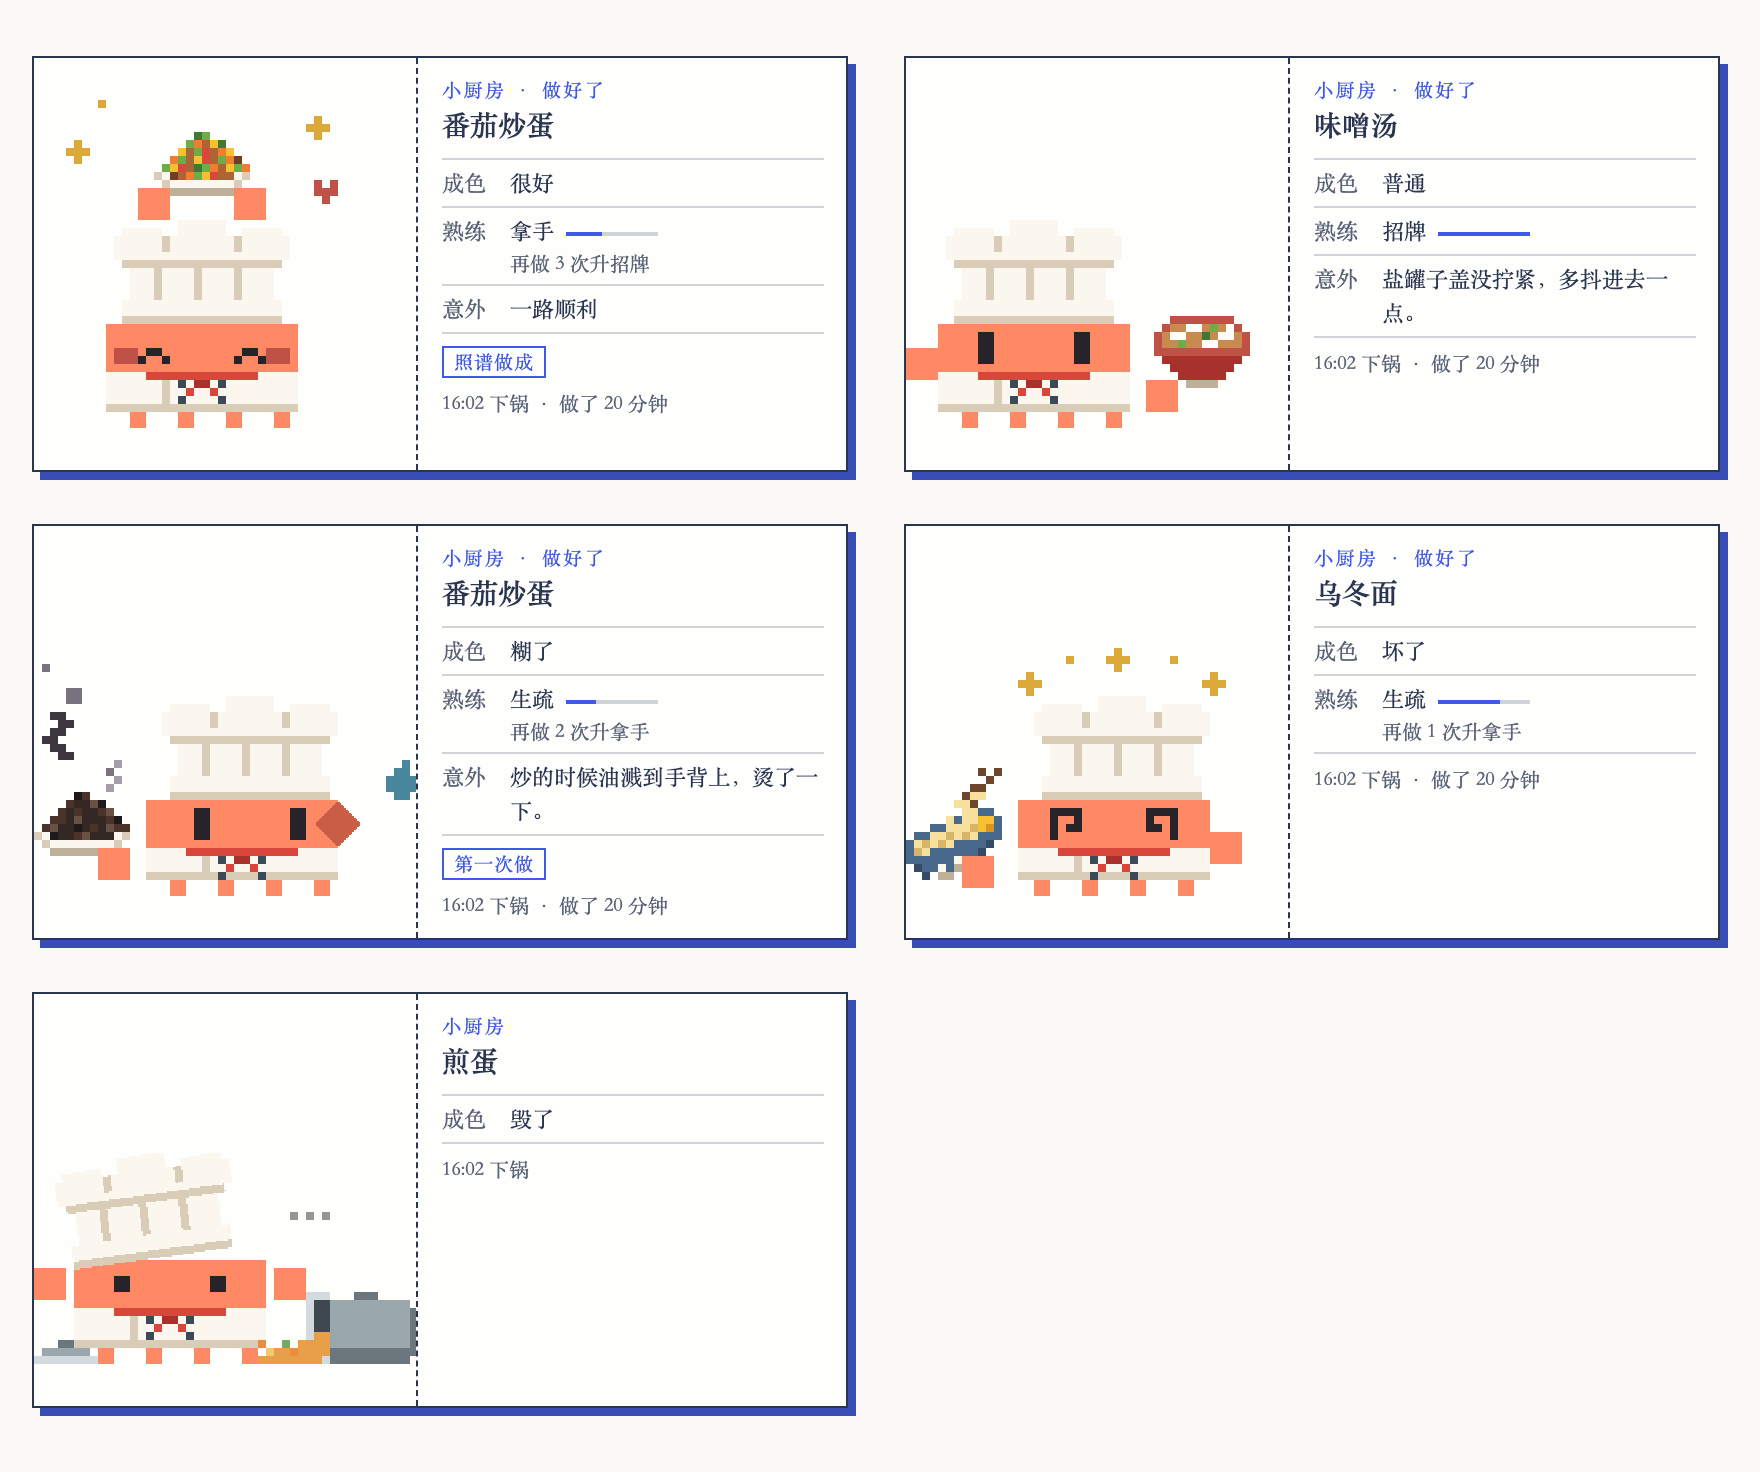 小厨房 · 做好了
番茄炒蛋
成色 很好
熟练 拿手
再做 3 次升招牌
意外 一路顺利
照谱做成
16:02 下锅 · 做了 20 分钟
小厨房 · 做好了
味噌汤
成色 普通
熟练 招牌
意外 盐罐子盖没拧紧，多抖进去一
点。
16:02 下锅 · 做了 20 分钟
小厨房 · 做好了
番茄炒蛋
成色 糊了
熟练 生疏
再做 2 次升拿手
意外 炒的时候油溅到手背上，烫了一
下。
第一次做
16:02 下锅 · 做了 20 分钟
小厨房 · 做好了
乌冬面
成色 坏了
熟练 生疏
再做 1 次升拿手
16:02 下锅 · 做了 20 分钟
小厨房
煎蛋
成色 毁了
16:02 下锅